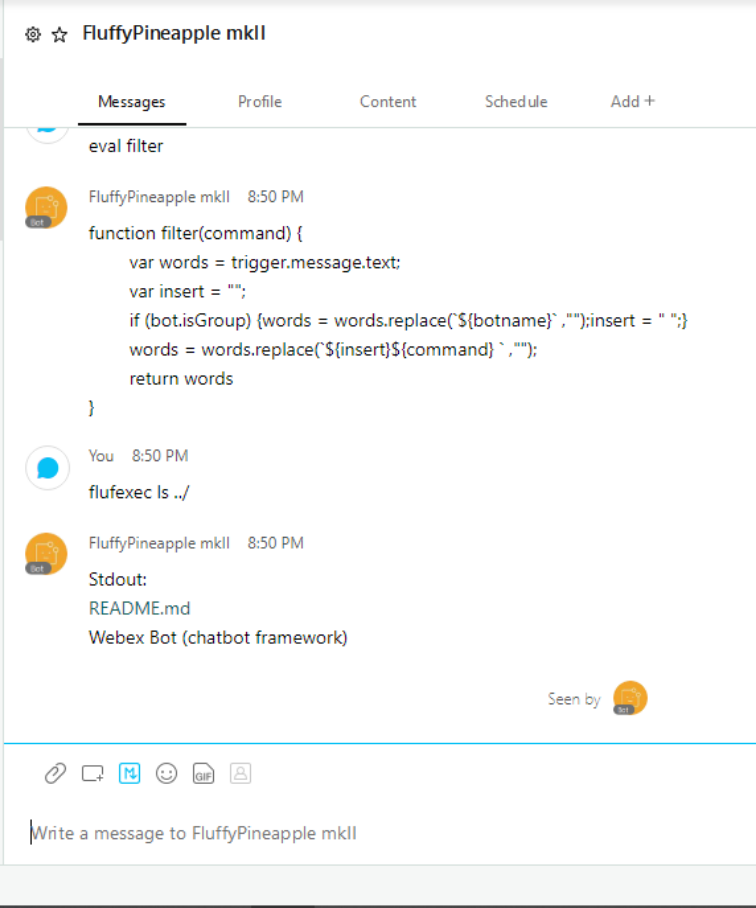 FluffyPineapple mkII
Messages Profile Content Schedule Add +
eval filter
FluffyPineapple mkII 8:50 PM
Bot
function filter(command) {
var words = trigger.message.text;
var insert = "";
if (bot.isGroup) {words = words.replace(`${botname}` ,"");insert = " ";}
words = words.replace(`${insert}${command} ` ,"");
return words
}
You 8:50 PM
flufexec ls ../
FluffyPineapple mkII 8:50 PM
Bot
Stdout:
README.md
Webex Bot (chatbot framework)
Seen by
Bot
GIF
Write a message to FluffyPineapple mkII